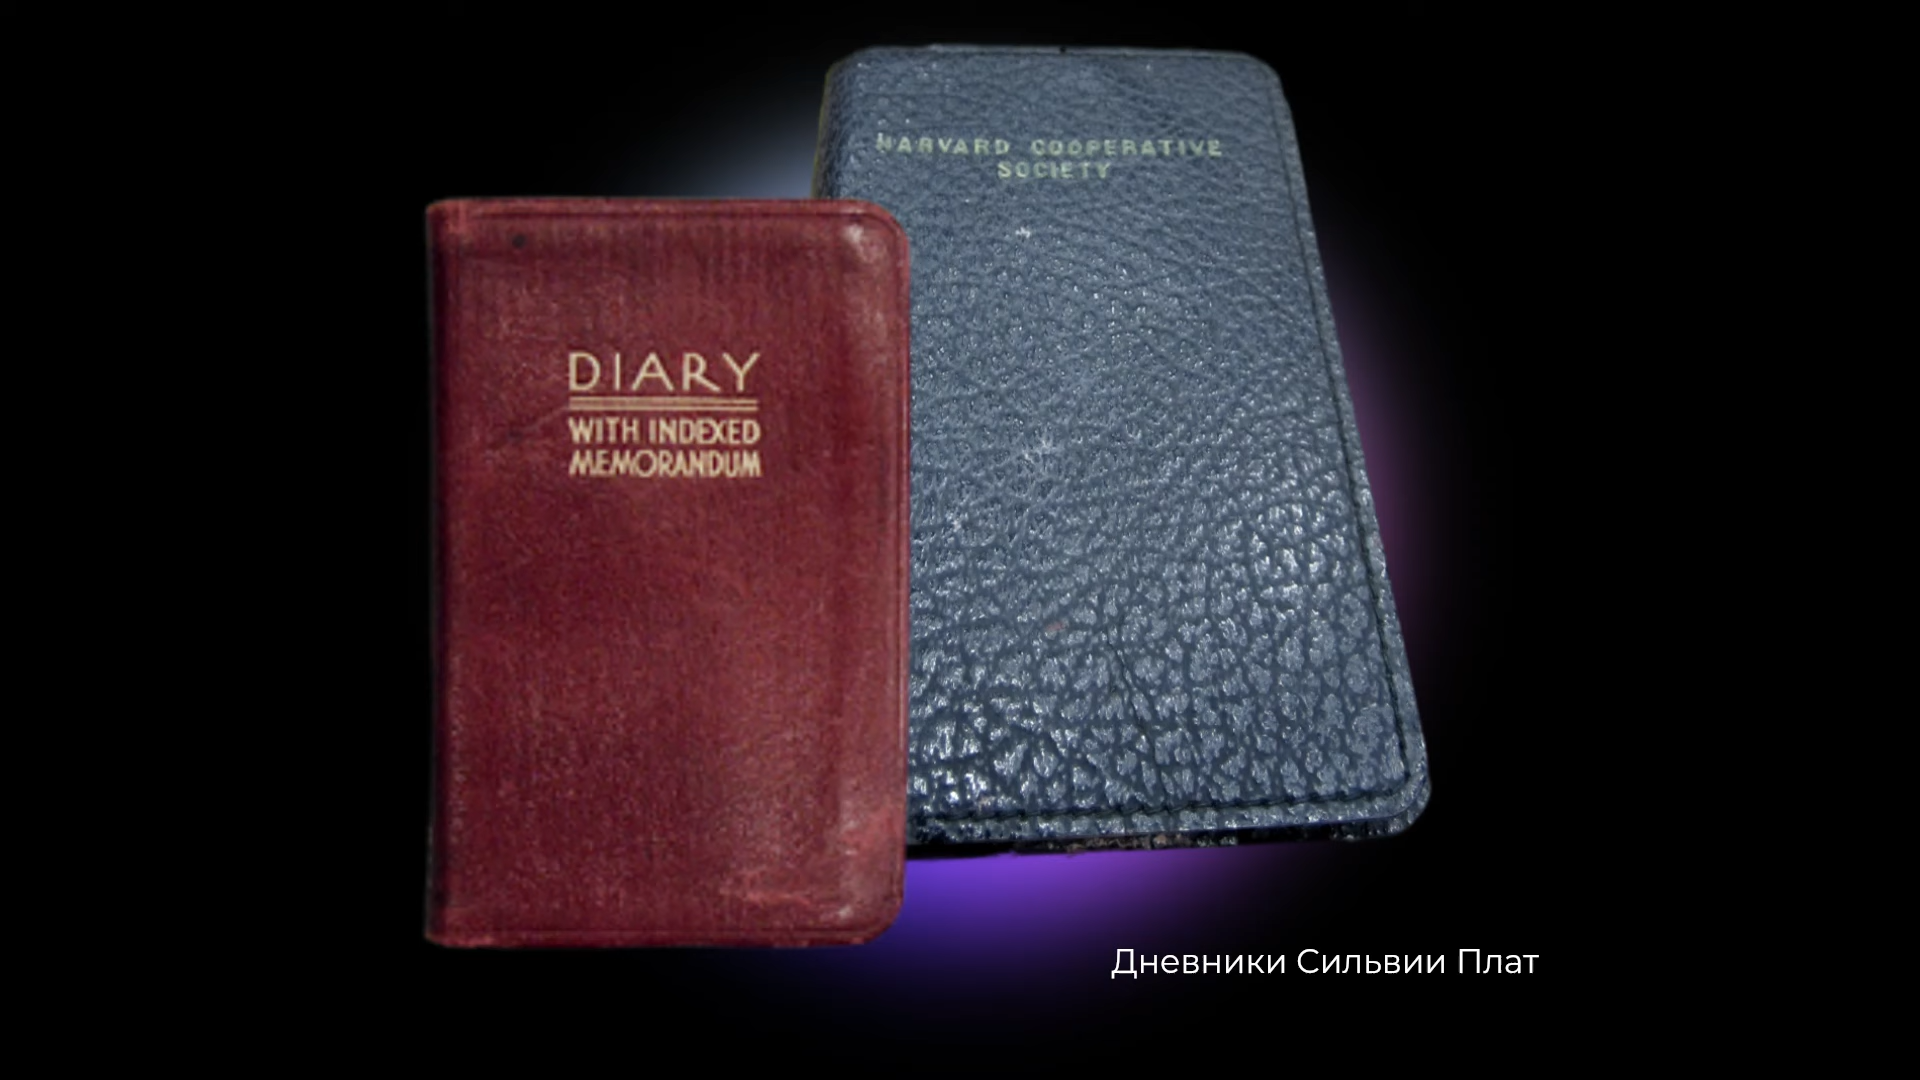 HARVARD COOPERATIVE
SOCIETY
DIARY
WITH INDEXED
MEMORANDUM
Дневники Сильвии Плат